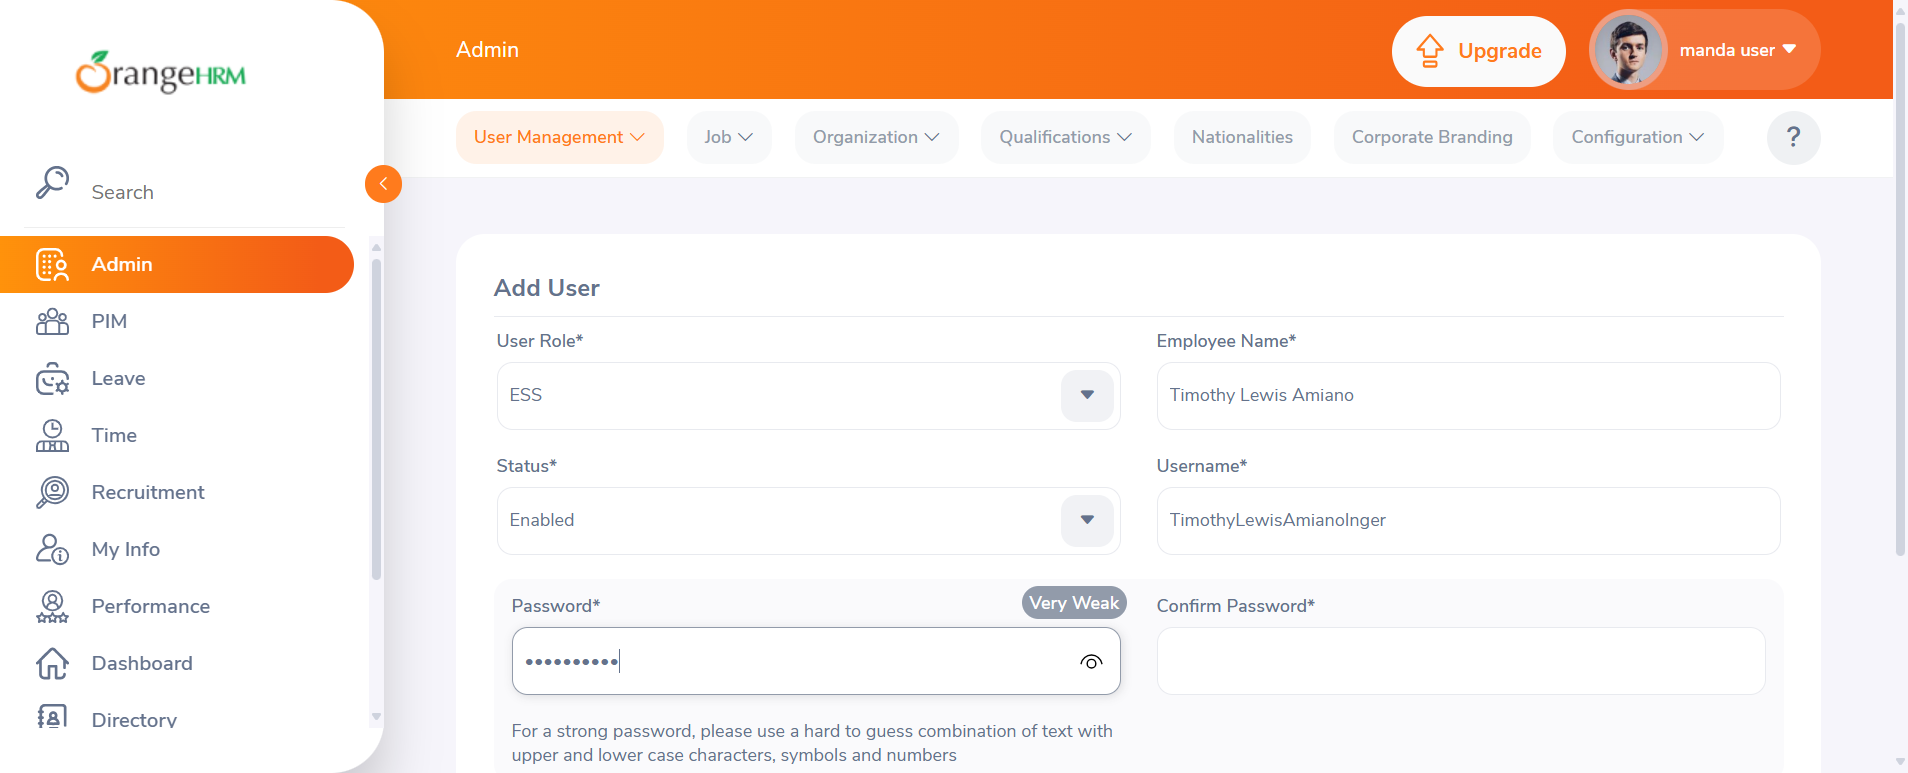 OrangeHRM
Admin
Upgrade
manda user
User Management
Job
Organization
Qualifications
Nationalities
Corporate Branding
Configuration
?
Search
Admin
PIM
Leave
Time
Recruitment
My Info
Performance
Dashboard
Directory
Add User
User Role*
Employee Name*
ESS
Timothy Lewis Amiano
Status*
Username*
Enabled
TimothyLewisAmianoInger
Password*
Very Weak
Confirm Password*
••••••••••
For a strong password, please use a hard to guess combination of text with
upper and lower case characters, symbols and numbers